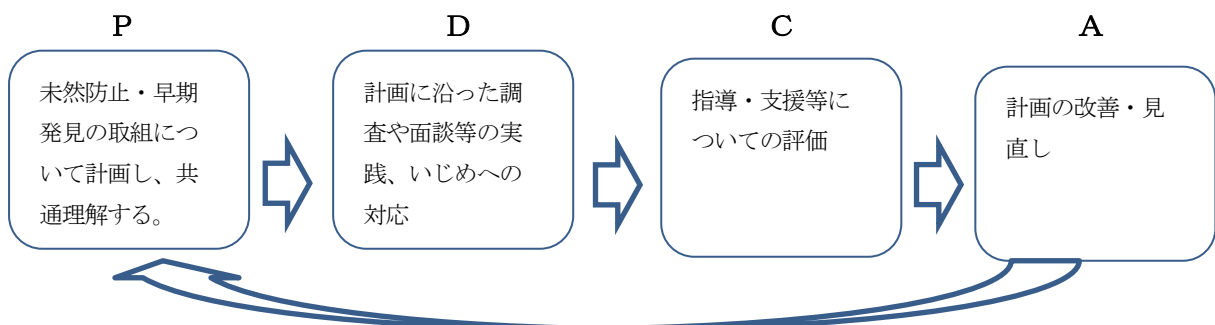 P
未然防止・早期
発見の取組につ
いて計画し、共
通理解する。
D
計画に沿った調
査や面談等の実
践、いじめへの
対応
C
指導・支援等に
ついての評価
A
計画の改善・見
直し